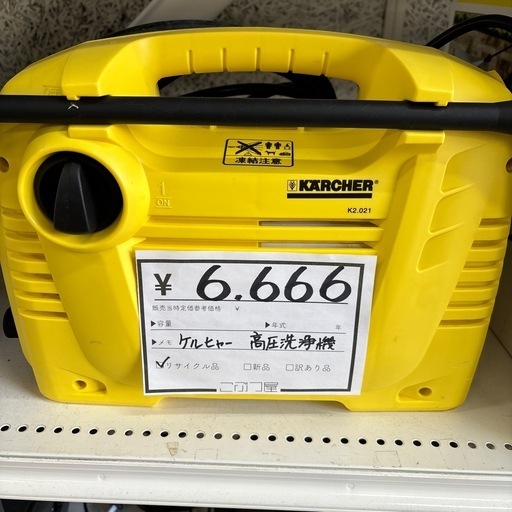 凍結注意
1
ON
KÄRCHER
K2.021
¥ 6.666
販売当時定価参考価格 ¥
▶容量 ▶年式 年
▶メモ ケルヒャー 高圧洗浄機
✓リサイクル品 □新品 □訳あり品
こぶつ屋